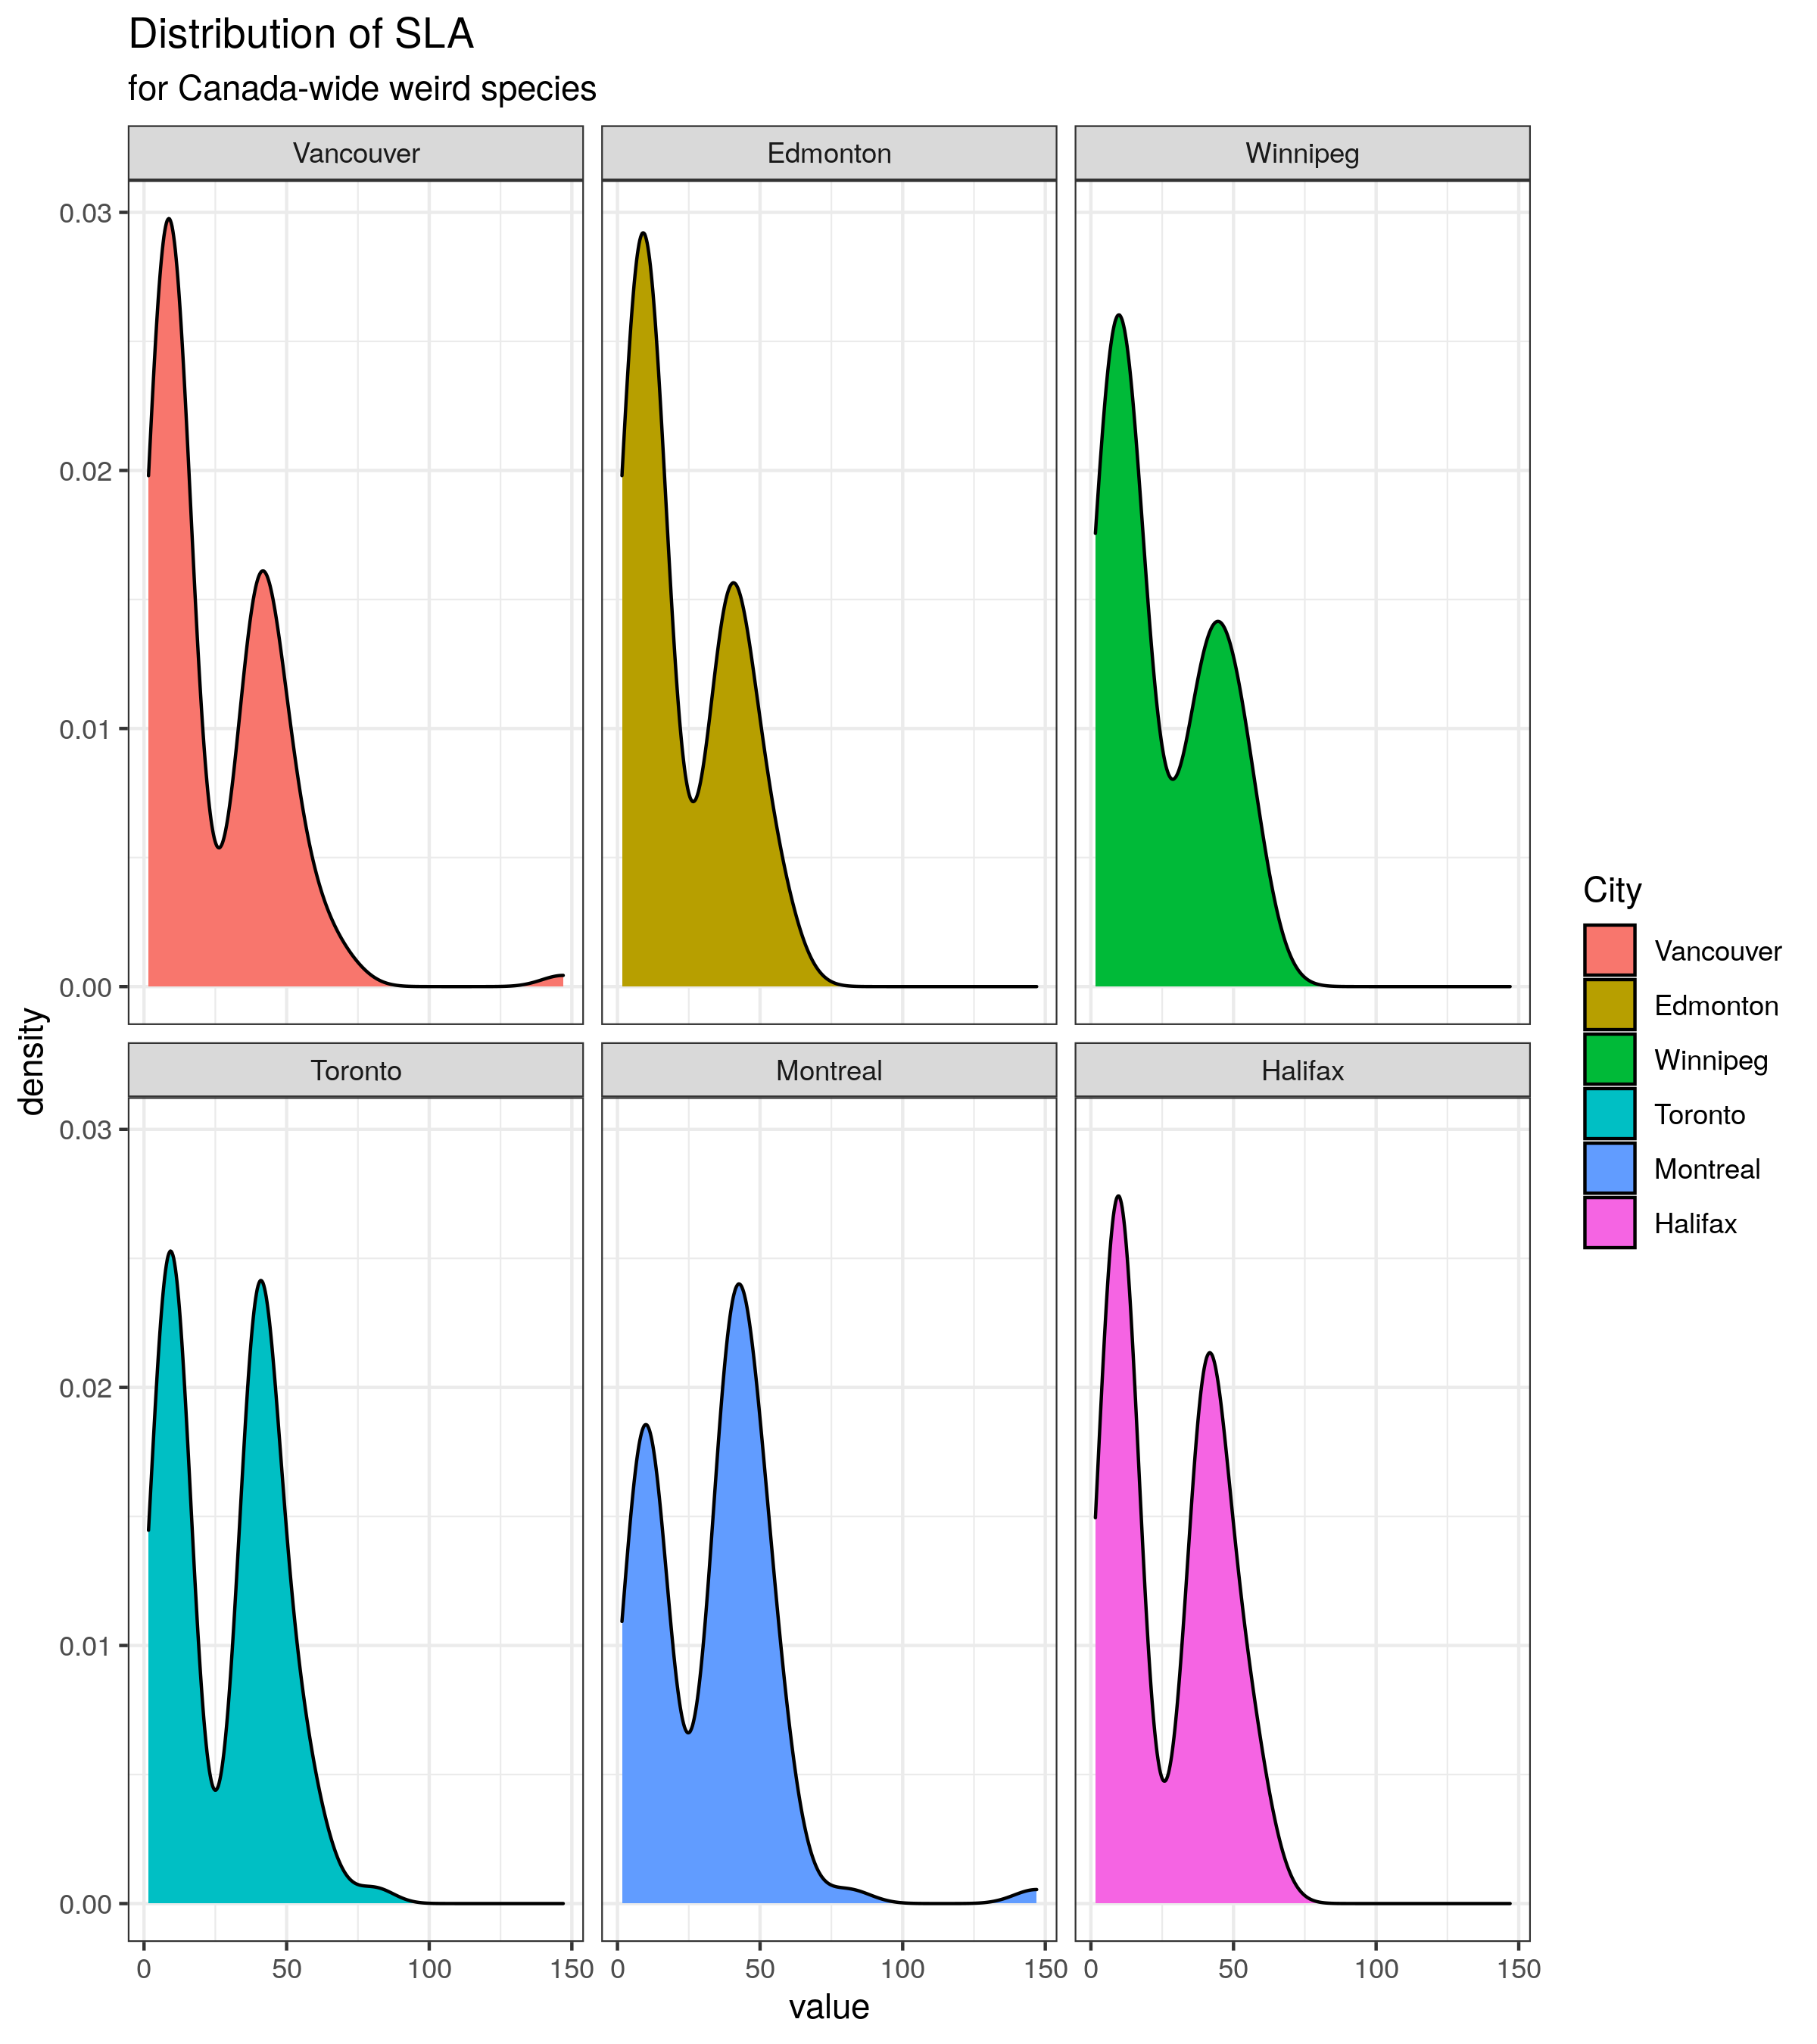 Distribution of SLA
for Canada-wide weird species
Vancouver Edmonton Winnipeg
0.03
0.02
0.01
0.00
density
Toronto Montreal Halifax
0.03
0.02
0.01
0.00
0 50 100 150 0 50 100 150 0 50 100 150
value
City
Vancouver
Edmonton
Winnipeg
Toronto
Montreal
Halifax